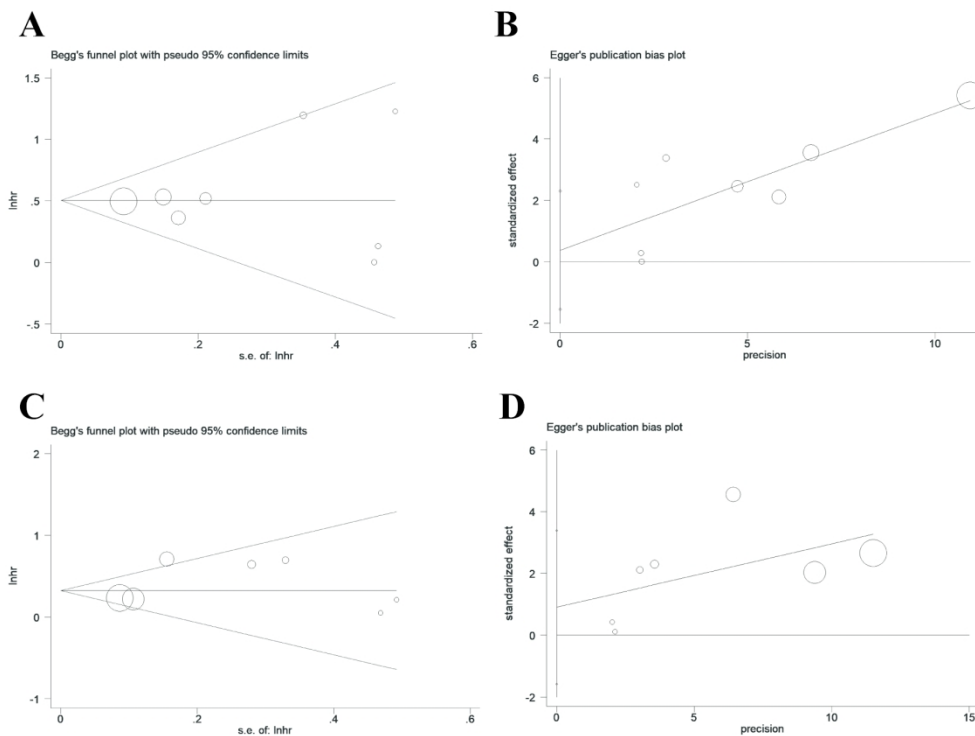 A
Begg's funnel plot with pseudo 95% confidence limits
1.5
1
.5
0
-.5
lnhr
0
.2
.4
.6
s.e. of: lnhr
B
Egger's publication bias plot
6
4
2
0
-2
standardized effect
0
5
10
precision
C
Begg's funnel plot with pseudo 95% confidence limits
2
1
0
-1
lnhr
0
.2
.4
.6
s.e. of: lnhr
D
Egger's publication bias plot
6
4
2
0
-2
standardized effect
0
5
10
15
precision